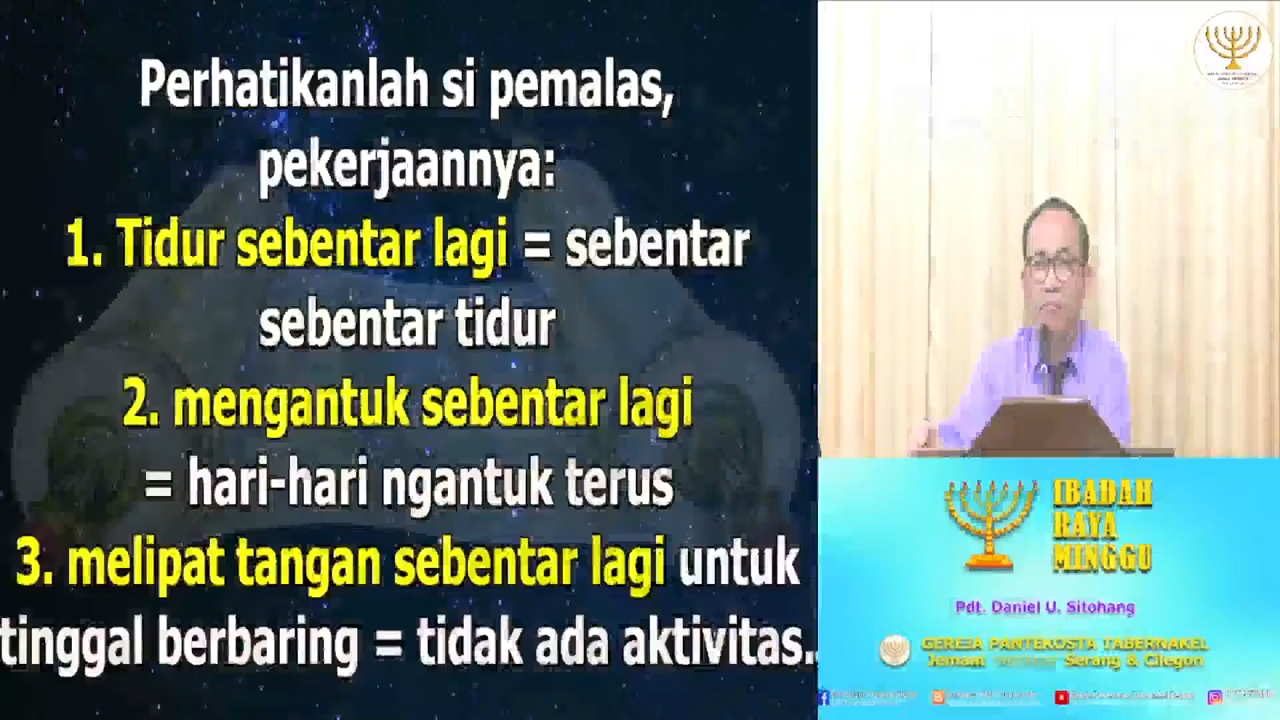 Perhatikanlah si pemalas,
pekerjaannya:
1. Tidur sebentar lagi = sebentar
sebentar tidur
2. mengantuk sebentar lagi
= hari-hari ngantuk terus
3. melipat tangan sebentar lagi untuk
tinggal berbaring = tidak ada aktivitas.
IBADAH
RAYA
MINGGU
Pdt. Daniel U. Sitohang
GEREJA PANTEKOSTA TABERNAKEL
Jemaat Serang & Cilegon